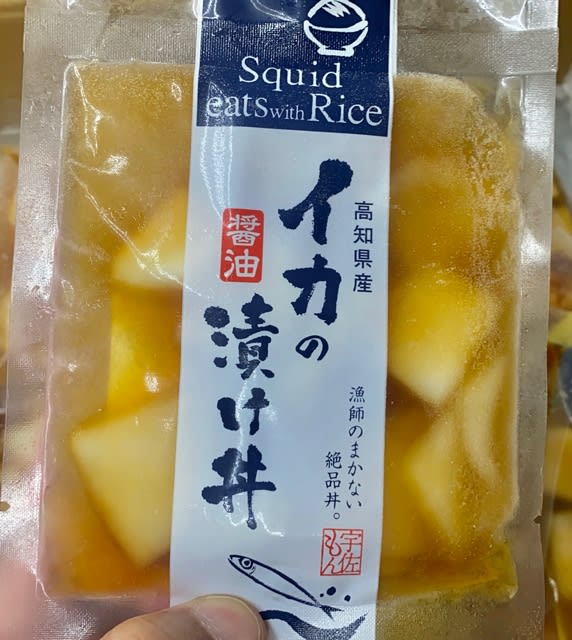 Squid
eats with Rice
高知県産
イカの
醤油
漬け丼
漁師のまかない
絶品丼。
宇佐もん